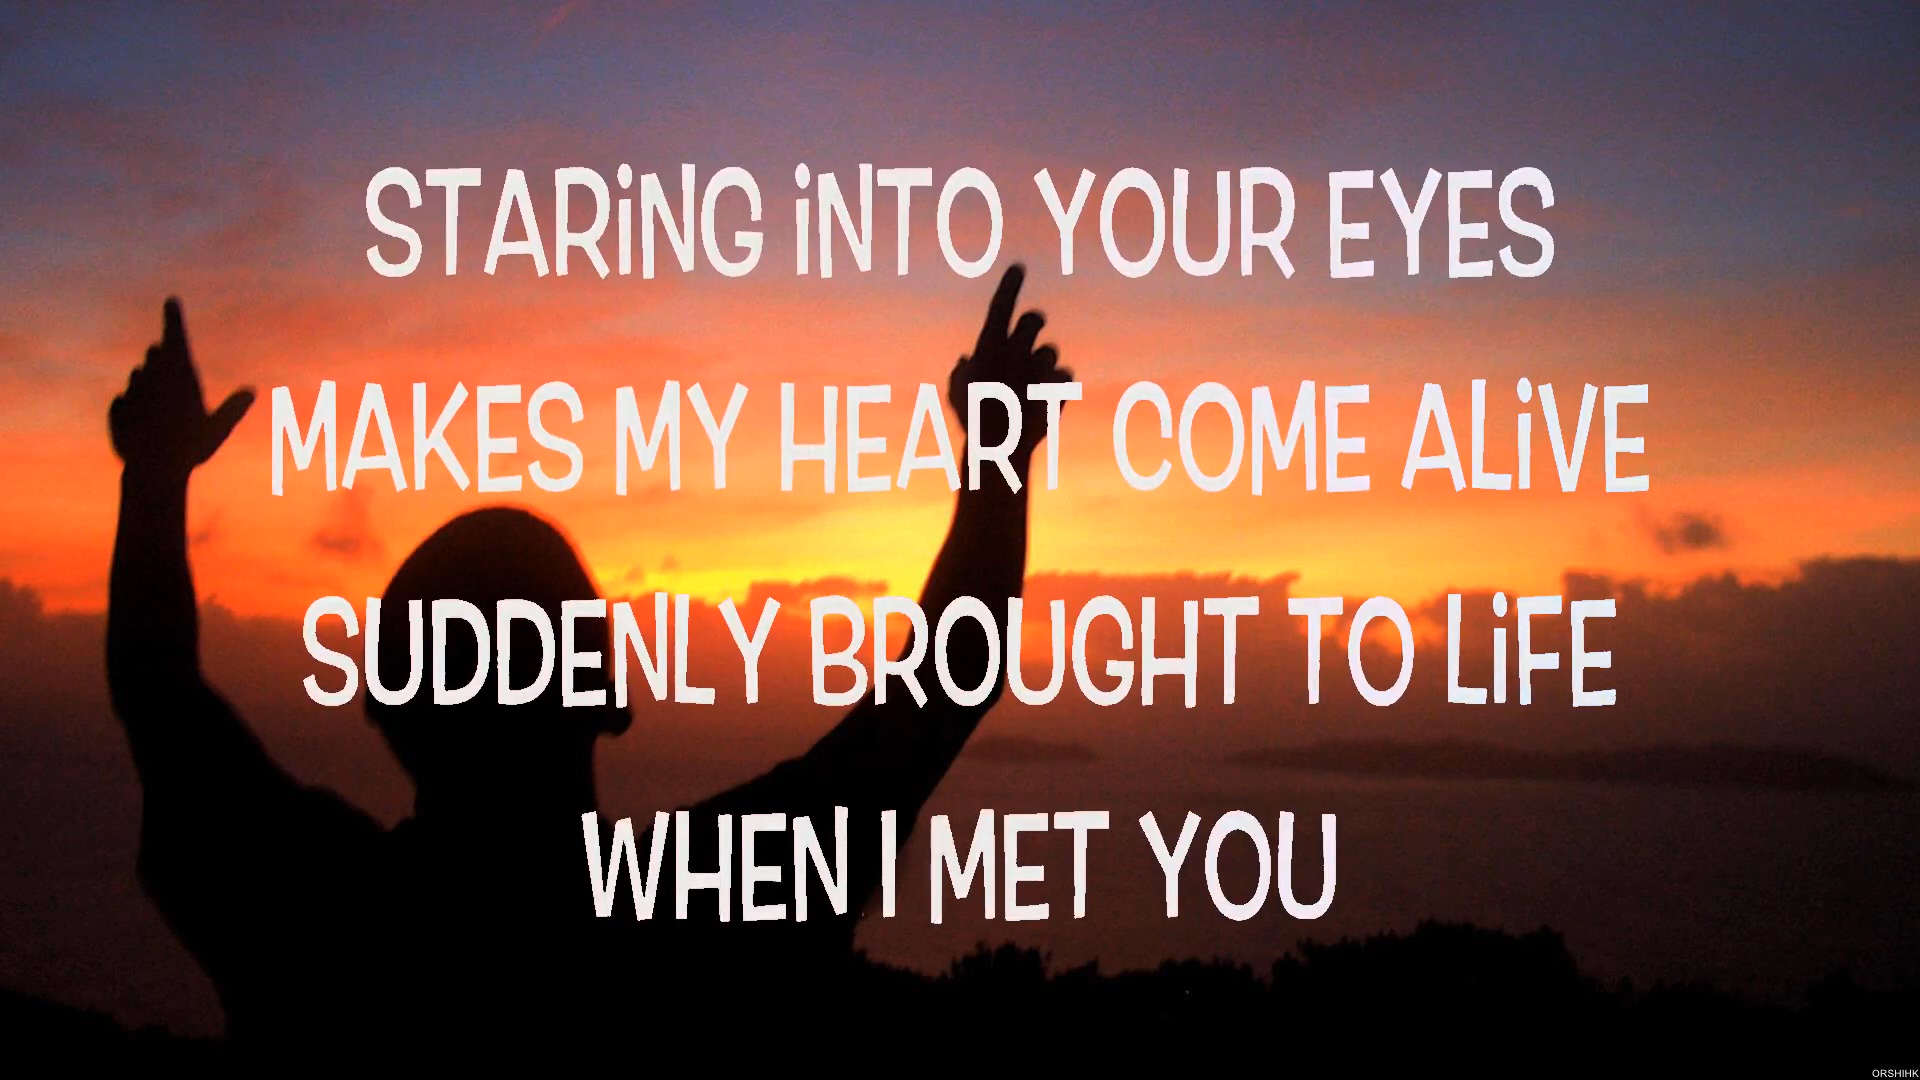 STARiNG iNTO YOUR EYES
MAKES MY HEART COME ALiVE
SUDDENLY BROUGHT TO LiFE
WHEN I MET YOU
ORSHIHK